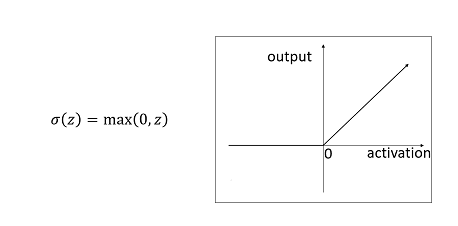 σ(z) = max(0, z)
output
0
activation